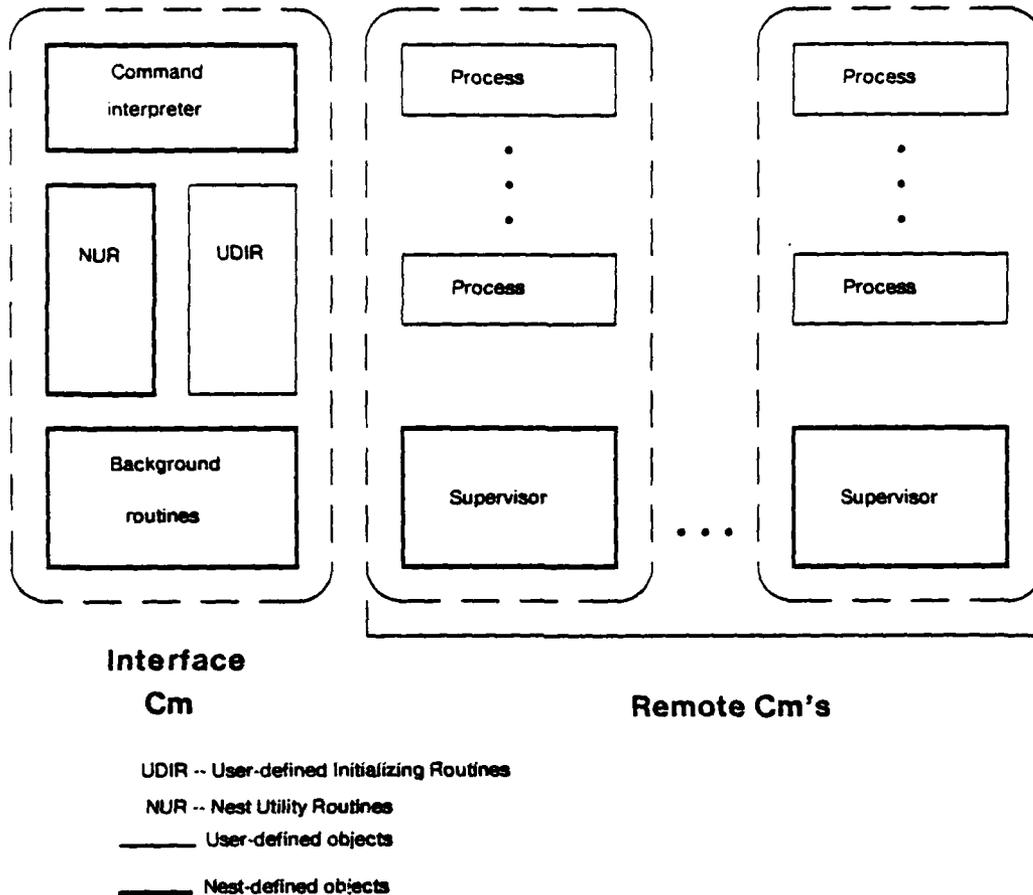 Command
interpreter
NUR
UDIR
Background
routines
Process
Process
Supervisor
Process
Process
Supervisor
Interface
Cm
Remote Cm's
UDIR -- User-defined Initializing Routines
NUR -- Nest Utility Routines
User-defined objects
Nest-defined objects